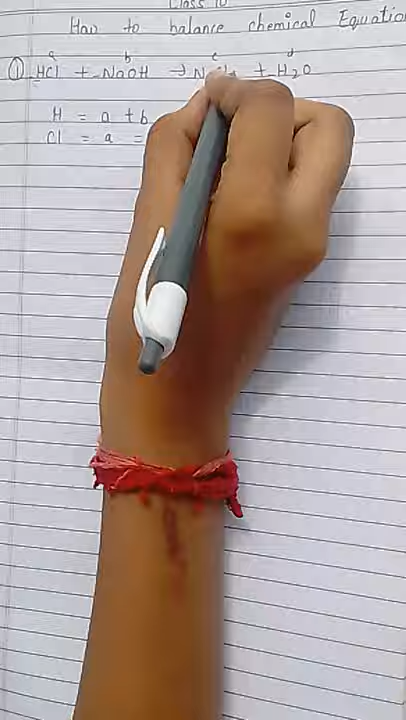 Class 10
How to balance chemical Equation
a b c d
① HCl + NaOH → + H2O
H = a + b
Cl = a =